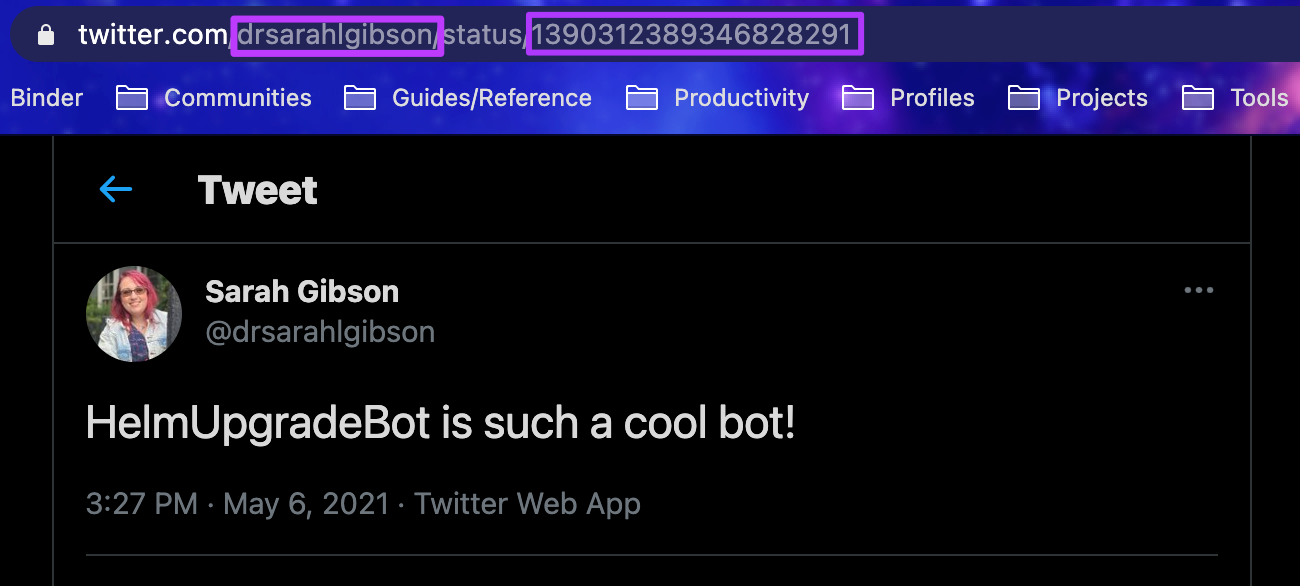 twitter.com/drsarahlgibson/status/1390312389346828291
Binder Communities Guides/Reference Productivity Profiles Projects Tools
Tweet
Sarah Gibson
@drsarahlgibson
HelmUpgradeBot is such a cool bot!
3:27 PM · May 6, 2021 · Twitter Web App